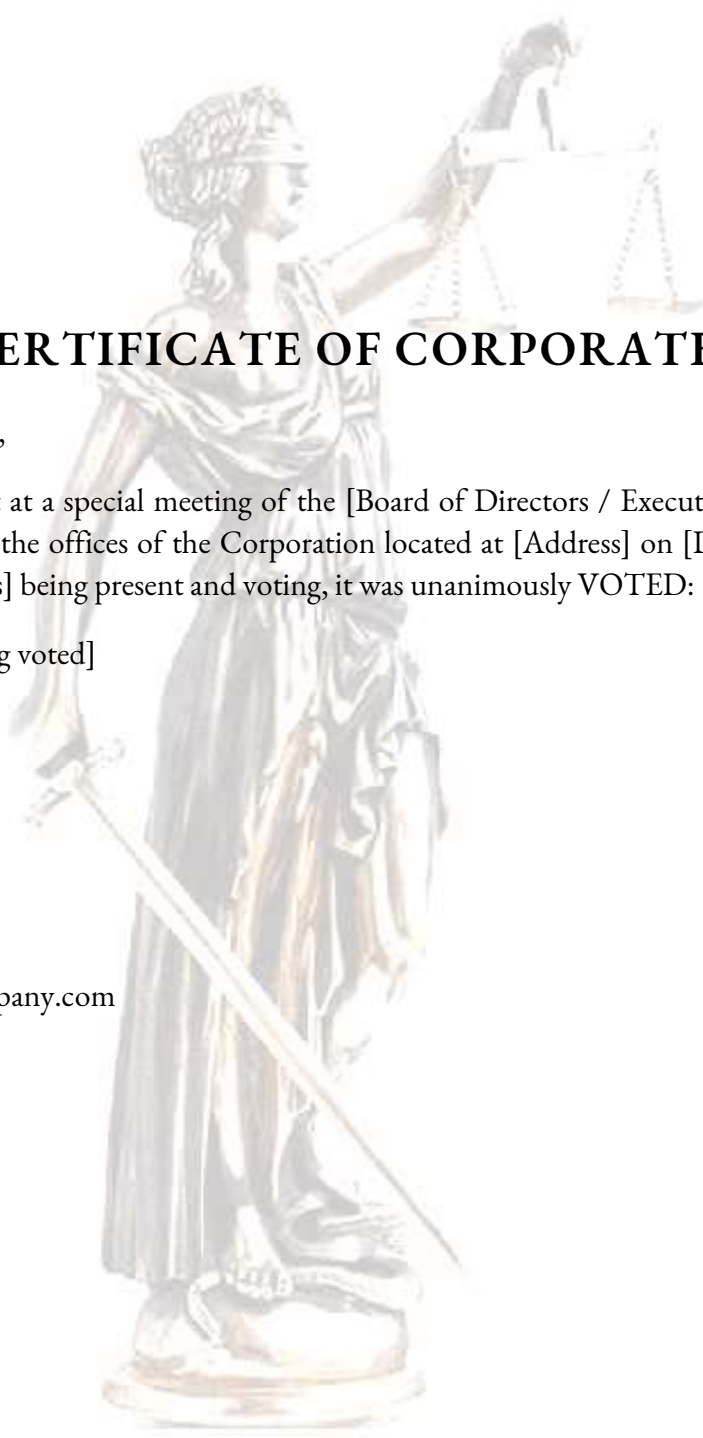 ERTIFICATE OF CORPORATE
,
at a special meeting of the [Board of Directors / Execut
the offices of the Corporation located at [Address] on [
s] being present and voting, it was unanimously VOTED:
g voted]
pany.com